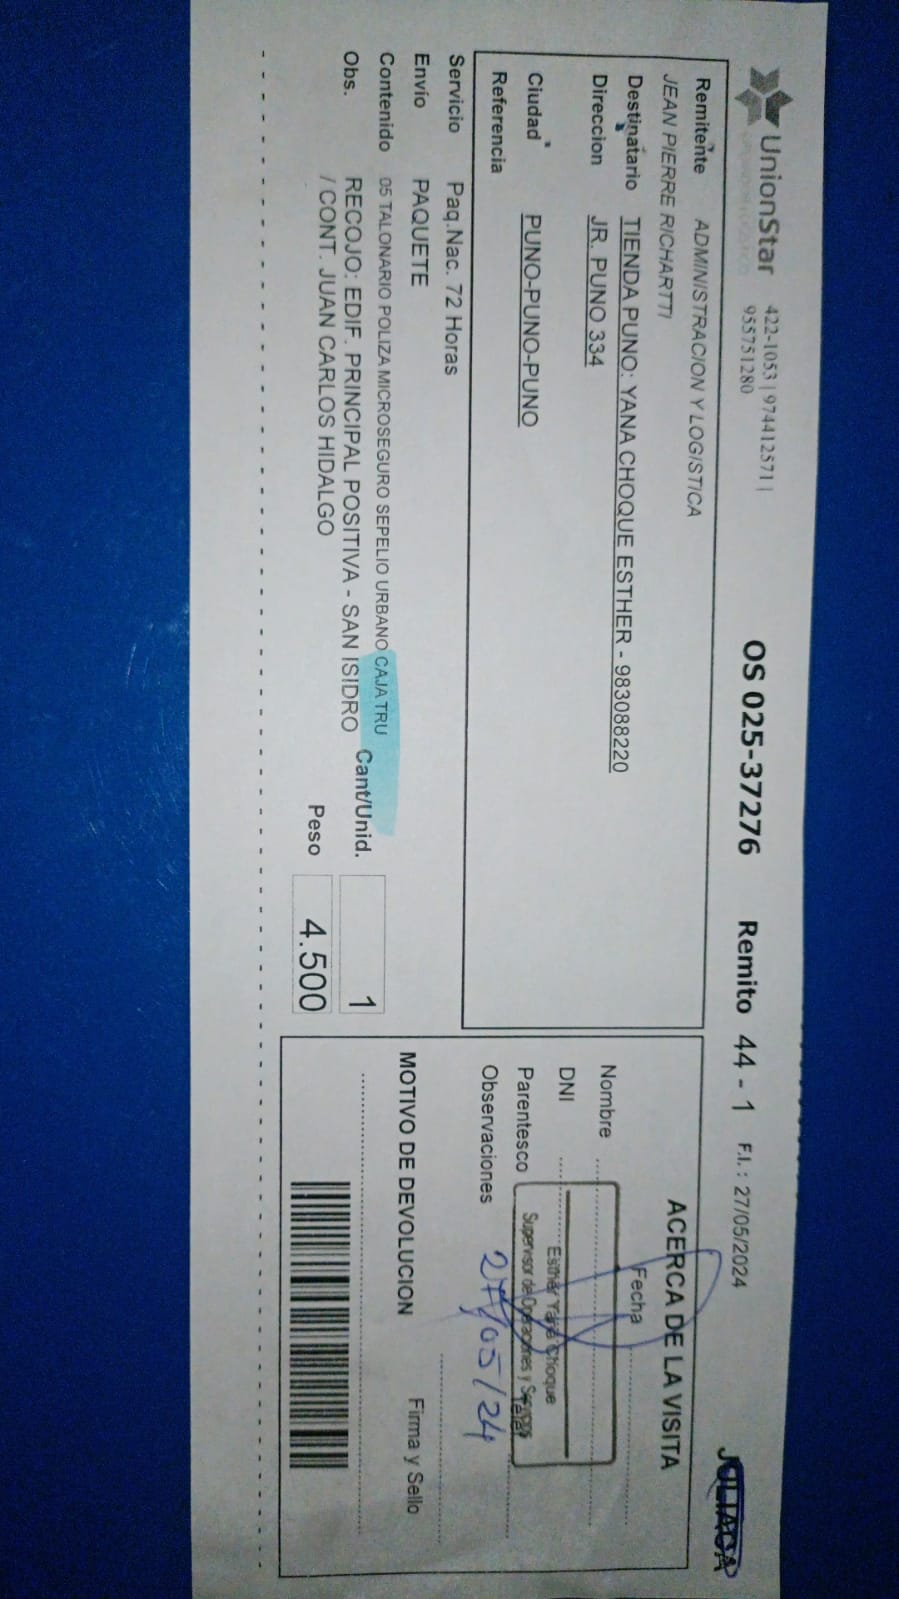 UnionStar
422-1053 | 974412571 |
955751280
OS 025-37276 Remito 44 - 1 F.I. : 27/05/2024
JULIACA
Remitente ADMINISTRACION Y LOGISTICA
JEAN PIERRE RICHARTTI
Destinatario TIENDA PUNO: YANA CHOQUE ESTHER - 983088220
Direccion JR. PUNO 334
Ciudad PUNO-PUNO-PUNO
Referencia
Servicio Paq.Nac. 72 Horas
Envio PAQUETE
Contenido 05 TALONARIO POLIZA MICROSEGURO SEPELIO URBANO CAJA TRU
Obs. RECOJO: EDIF. PRINCIPAL POSITIVA - SAN ISIDRO
/ CONT. JUAN CARLOS HIDALGO
Cant/Unid. 1
Peso 4.500
ACERCA DE LA VISITA
Fecha
Nombre
DNI
Esther Yana Choque
Parentesco
Supervisor de Operaciones y Servicios
Observaciones
27/05/24
MOTIVO DE DEVOLUCION
Firma y Sello